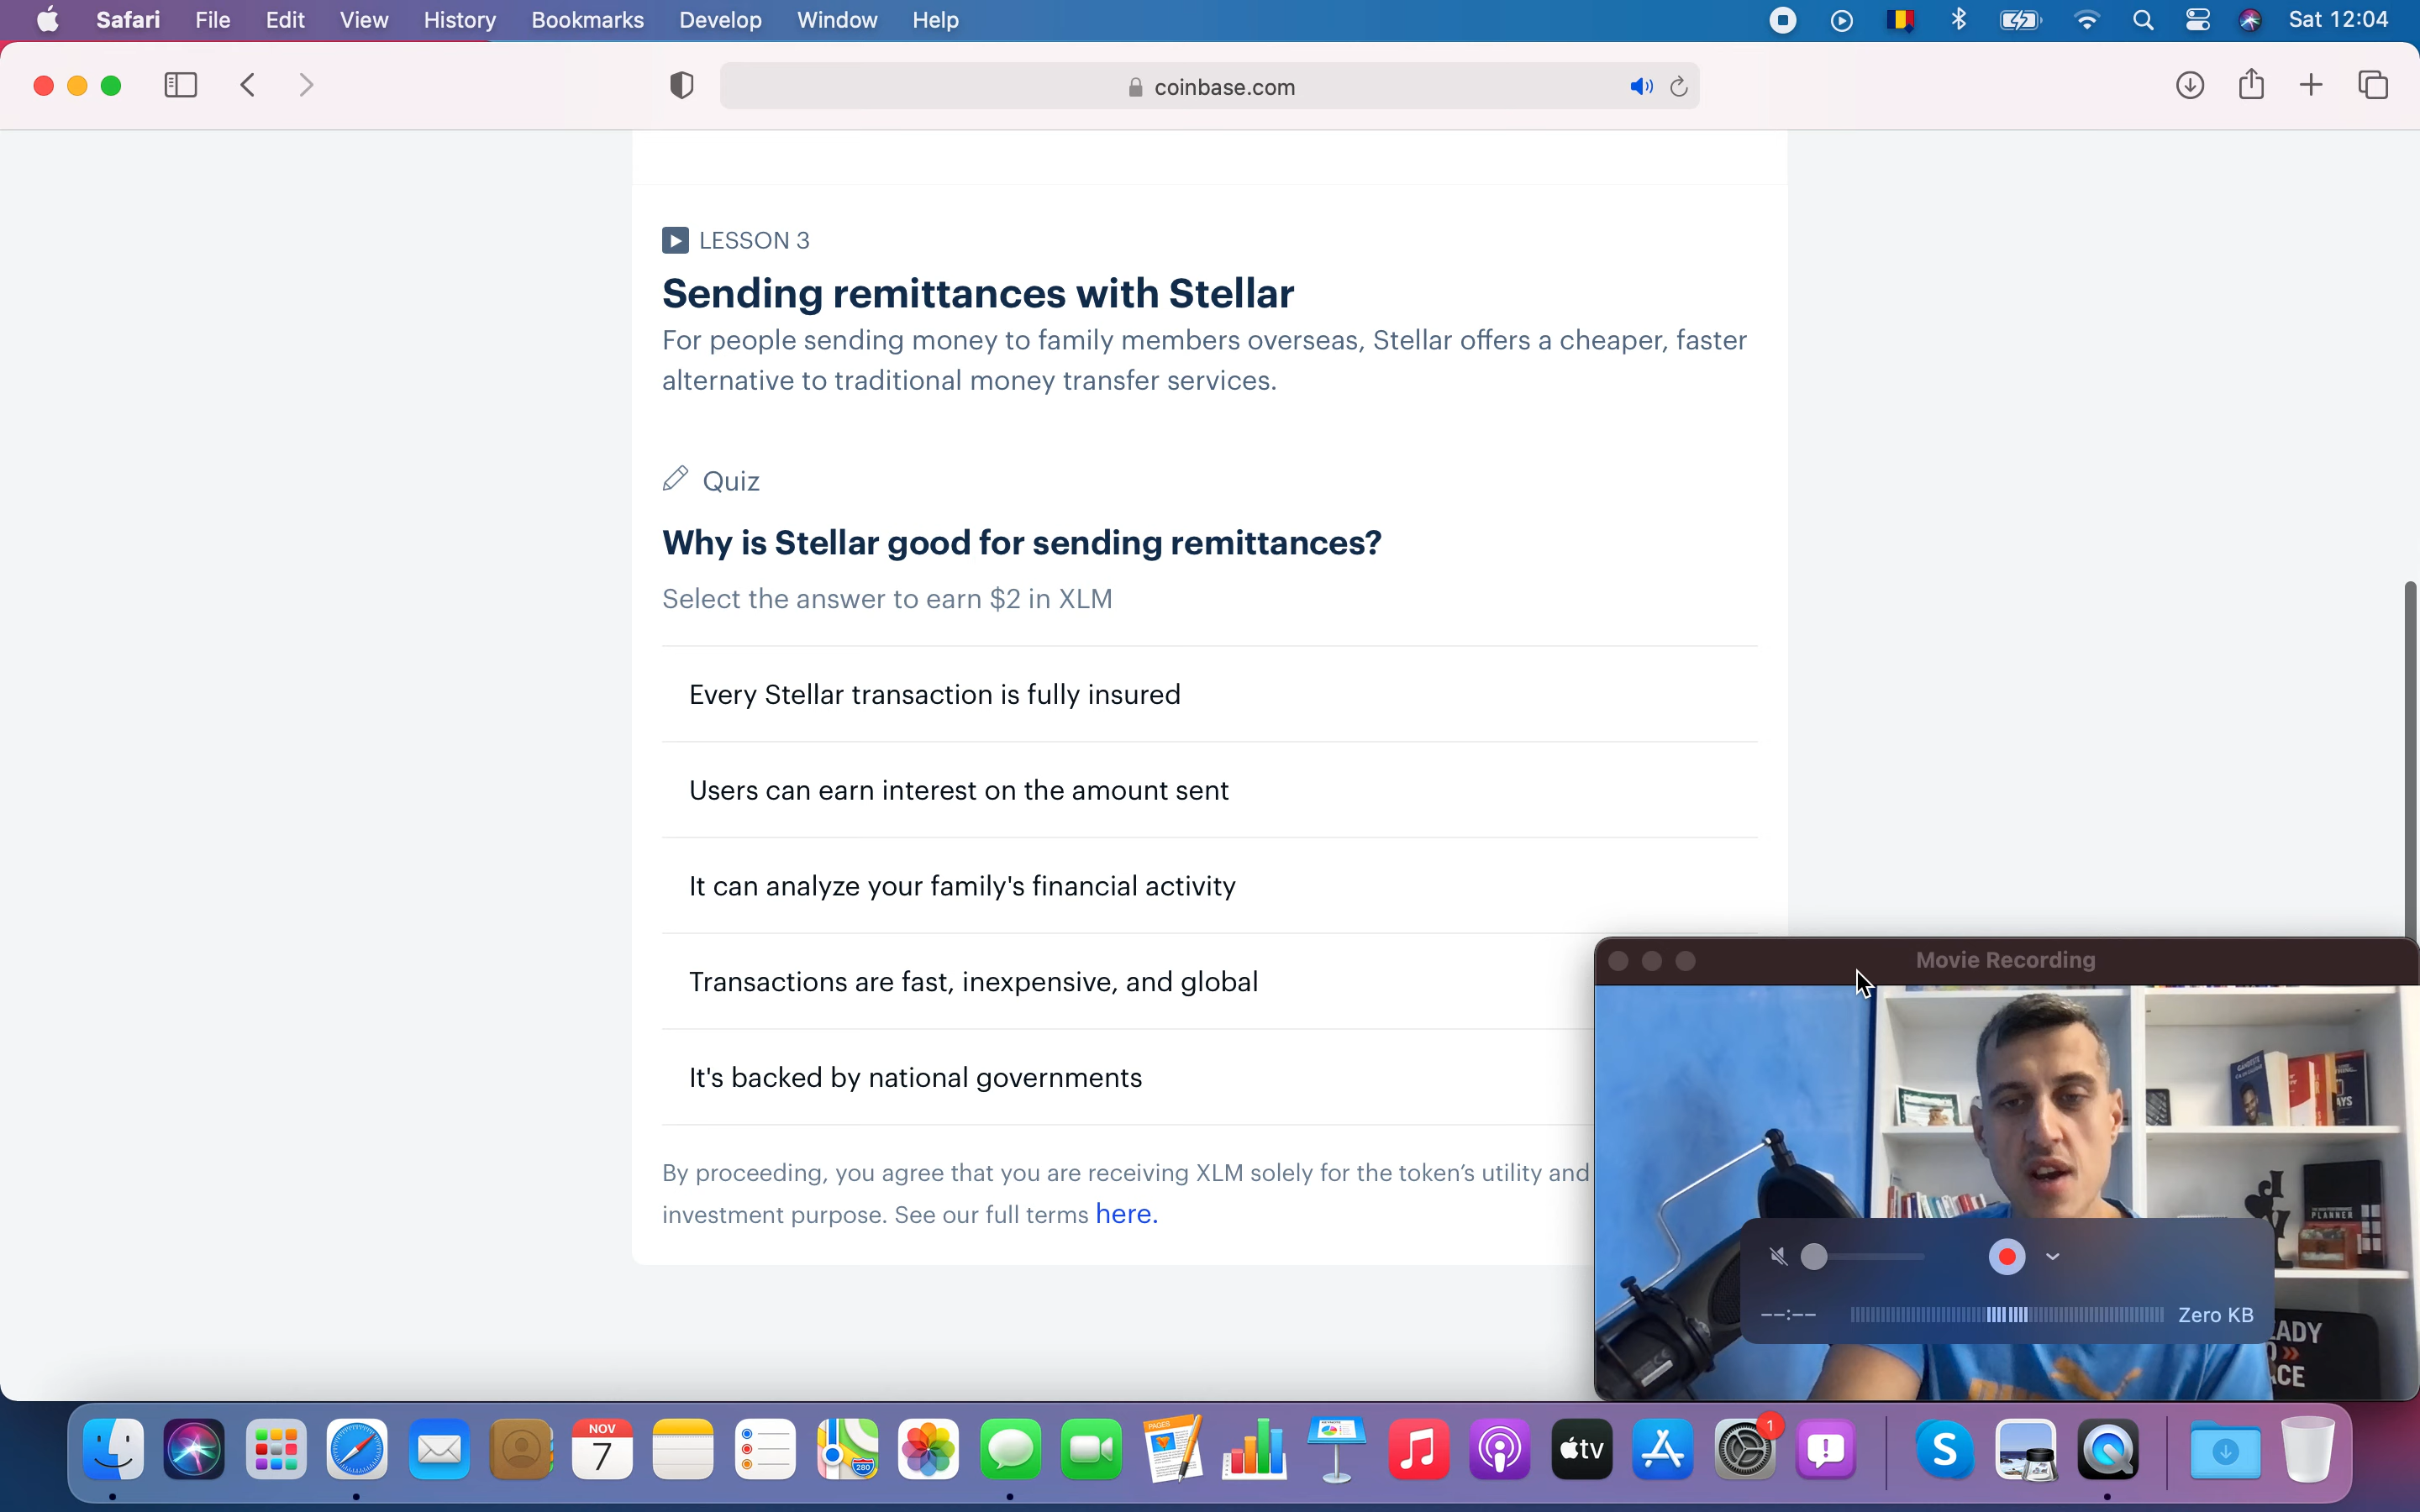 Safari File Edit View History Bookmarks Develop Window Help Sat 12:04
coinbase.com
LESSON 3
Sending remittances with Stellar
For people sending money to family members overseas, Stellar offers a cheaper, faster
alternative to traditional money transfer services.
Quiz
Why is Stellar good for sending remittances?
Select the answer to earn $2 in XLM
Every Stellar transaction is fully insured
Users can earn interest on the amount sent
It can analyze your family's financial activity
Transactions are fast, inexpensive, and global
It's backed by national governments
By proceeding, you agree that you are receiving XLM solely for the token's utility and
investment purpose. See our full terms here.
Movie Recording
PLANNER
--:-- Zero KB
NOV
7
PAGES
KEYNOTE
280
tv
1
S